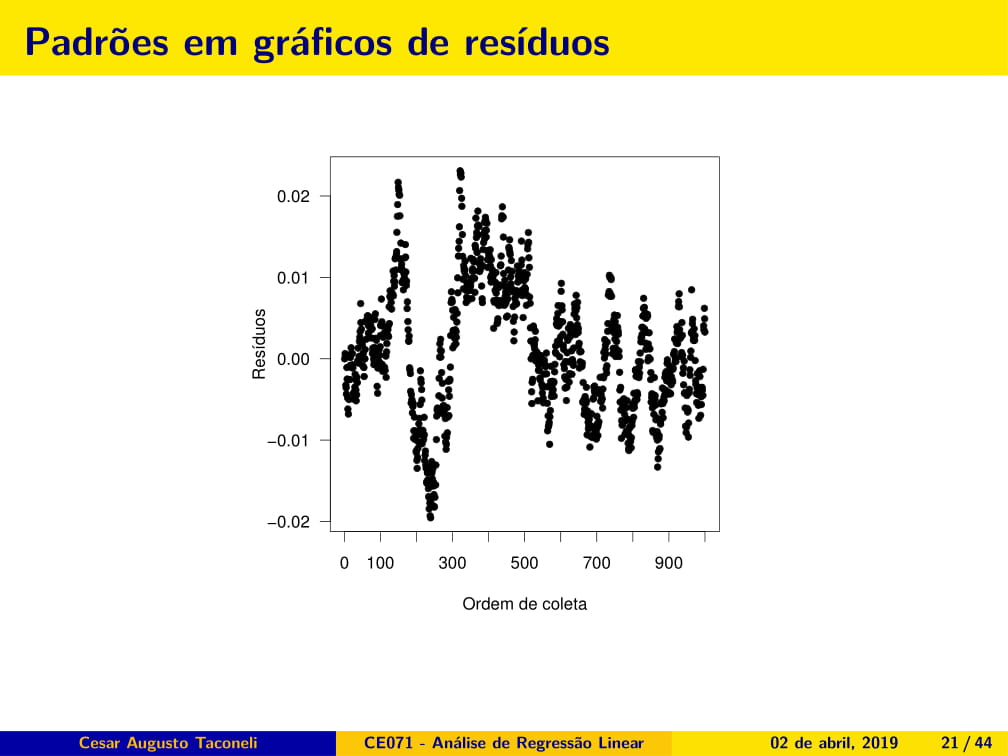 Padrões em gráficos de resíduos
0.02
0.01
0.00
−0.01
−0.02
Resíduos
0 100 300 500 700 900
Ordem de coleta
Cesar Augusto Taconeli CE071 - Análise de Regressão Linear 02 de abril, 2019 21 / 44